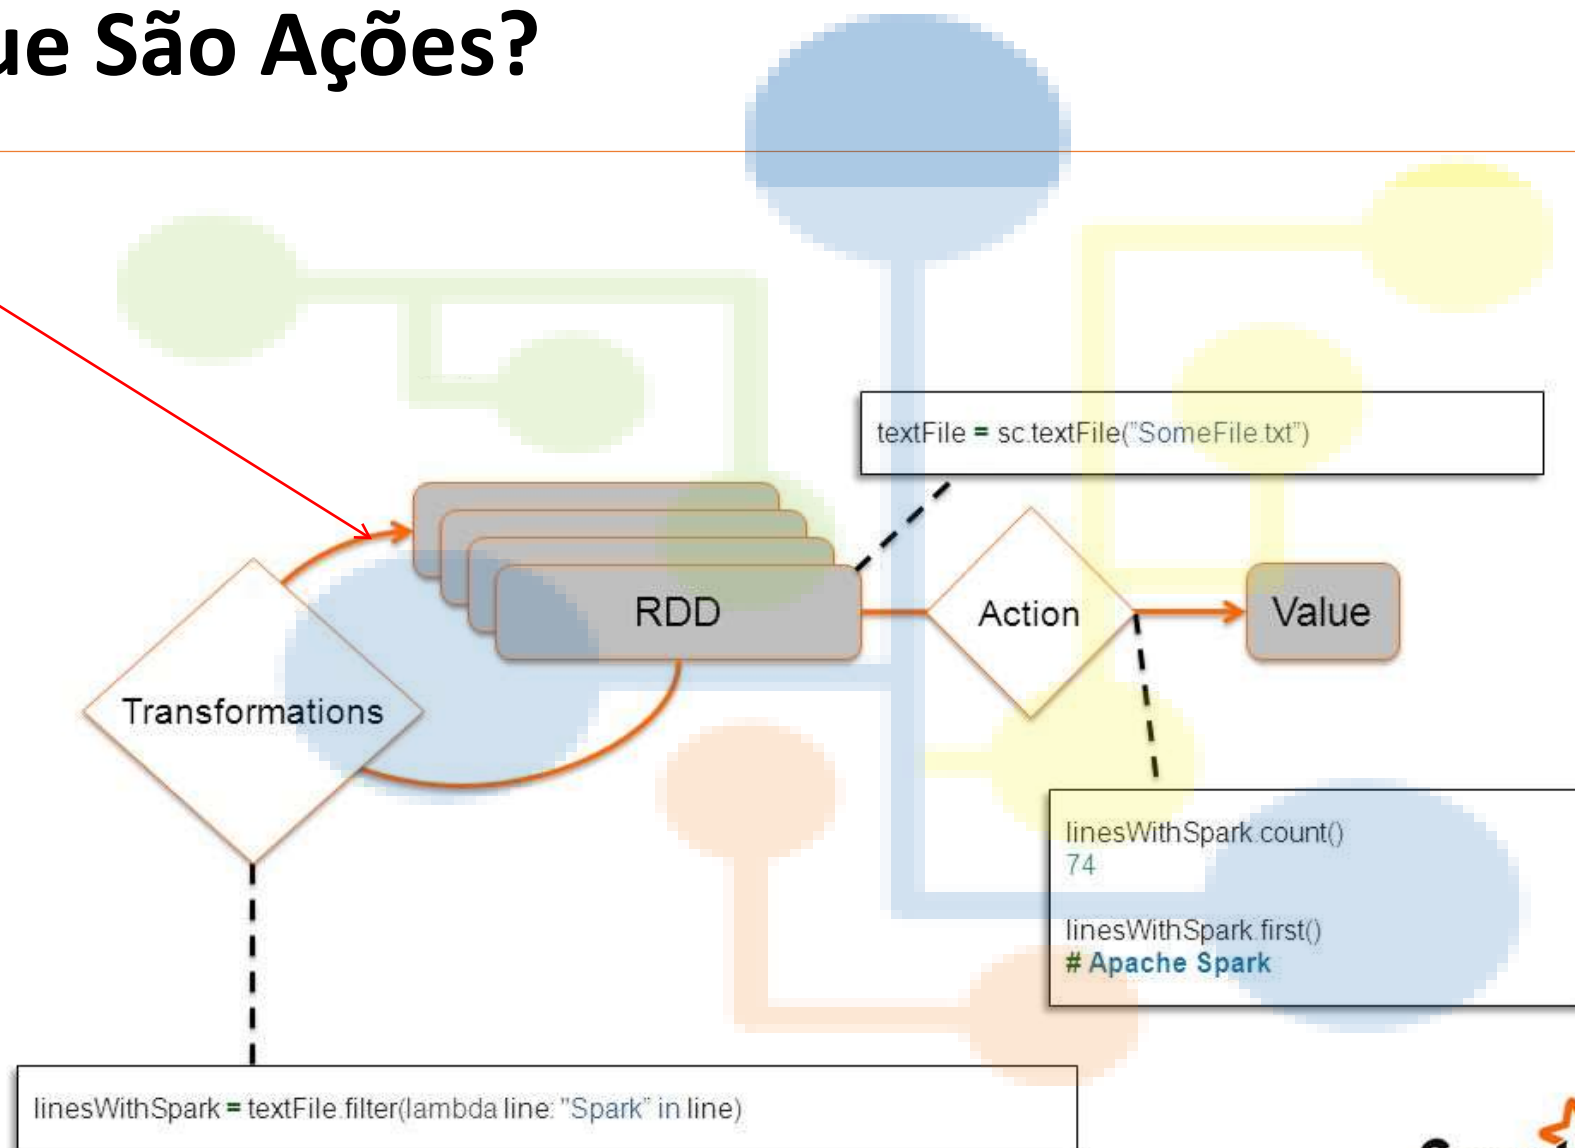 ue São Ações?
textFile = sc.textFile("SomeFile.txt")
RDD
Action
Value
Transformations
linesWithSpark.count()
74
linesWithSpark.first()
# Apache Spark
linesWithSpark = textFile.filter(lambda line: "Spark" in line)